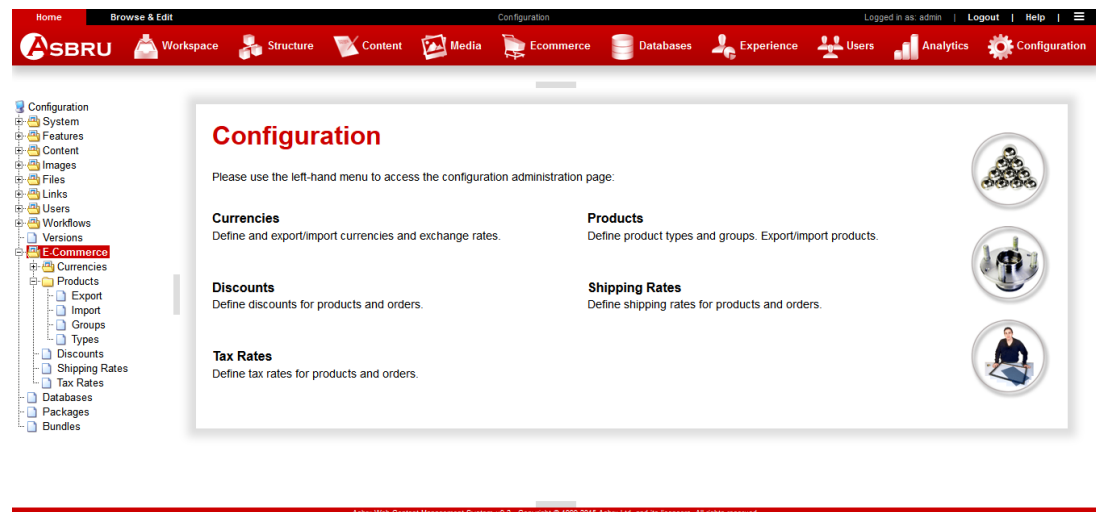 Home Browse & Edit Configuration Logged in as: admin | Logout | Help |
ASBRU Workspace Structure Content Media Ecommerce Databases Experience Users Analytics Configuration
Configuration
System
Features
Content
Images
Files
Links
Users
Workflows
Versions
E-Commerce
Currencies
Products
Export
Import
Groups
Types
Discounts
Shipping Rates
Tax Rates
Databases
Packages
Bundles
Configuration
Please use the left-hand menu to access the configuration administration page:
Currencies
Define and export/import currencies and exchange rates.
Products
Define product types and groups. Export/import products.
Discounts
Define discounts for products and orders.
Shipping Rates
Define shipping rates for products and orders.
Tax Rates
Define tax rates for products and orders.